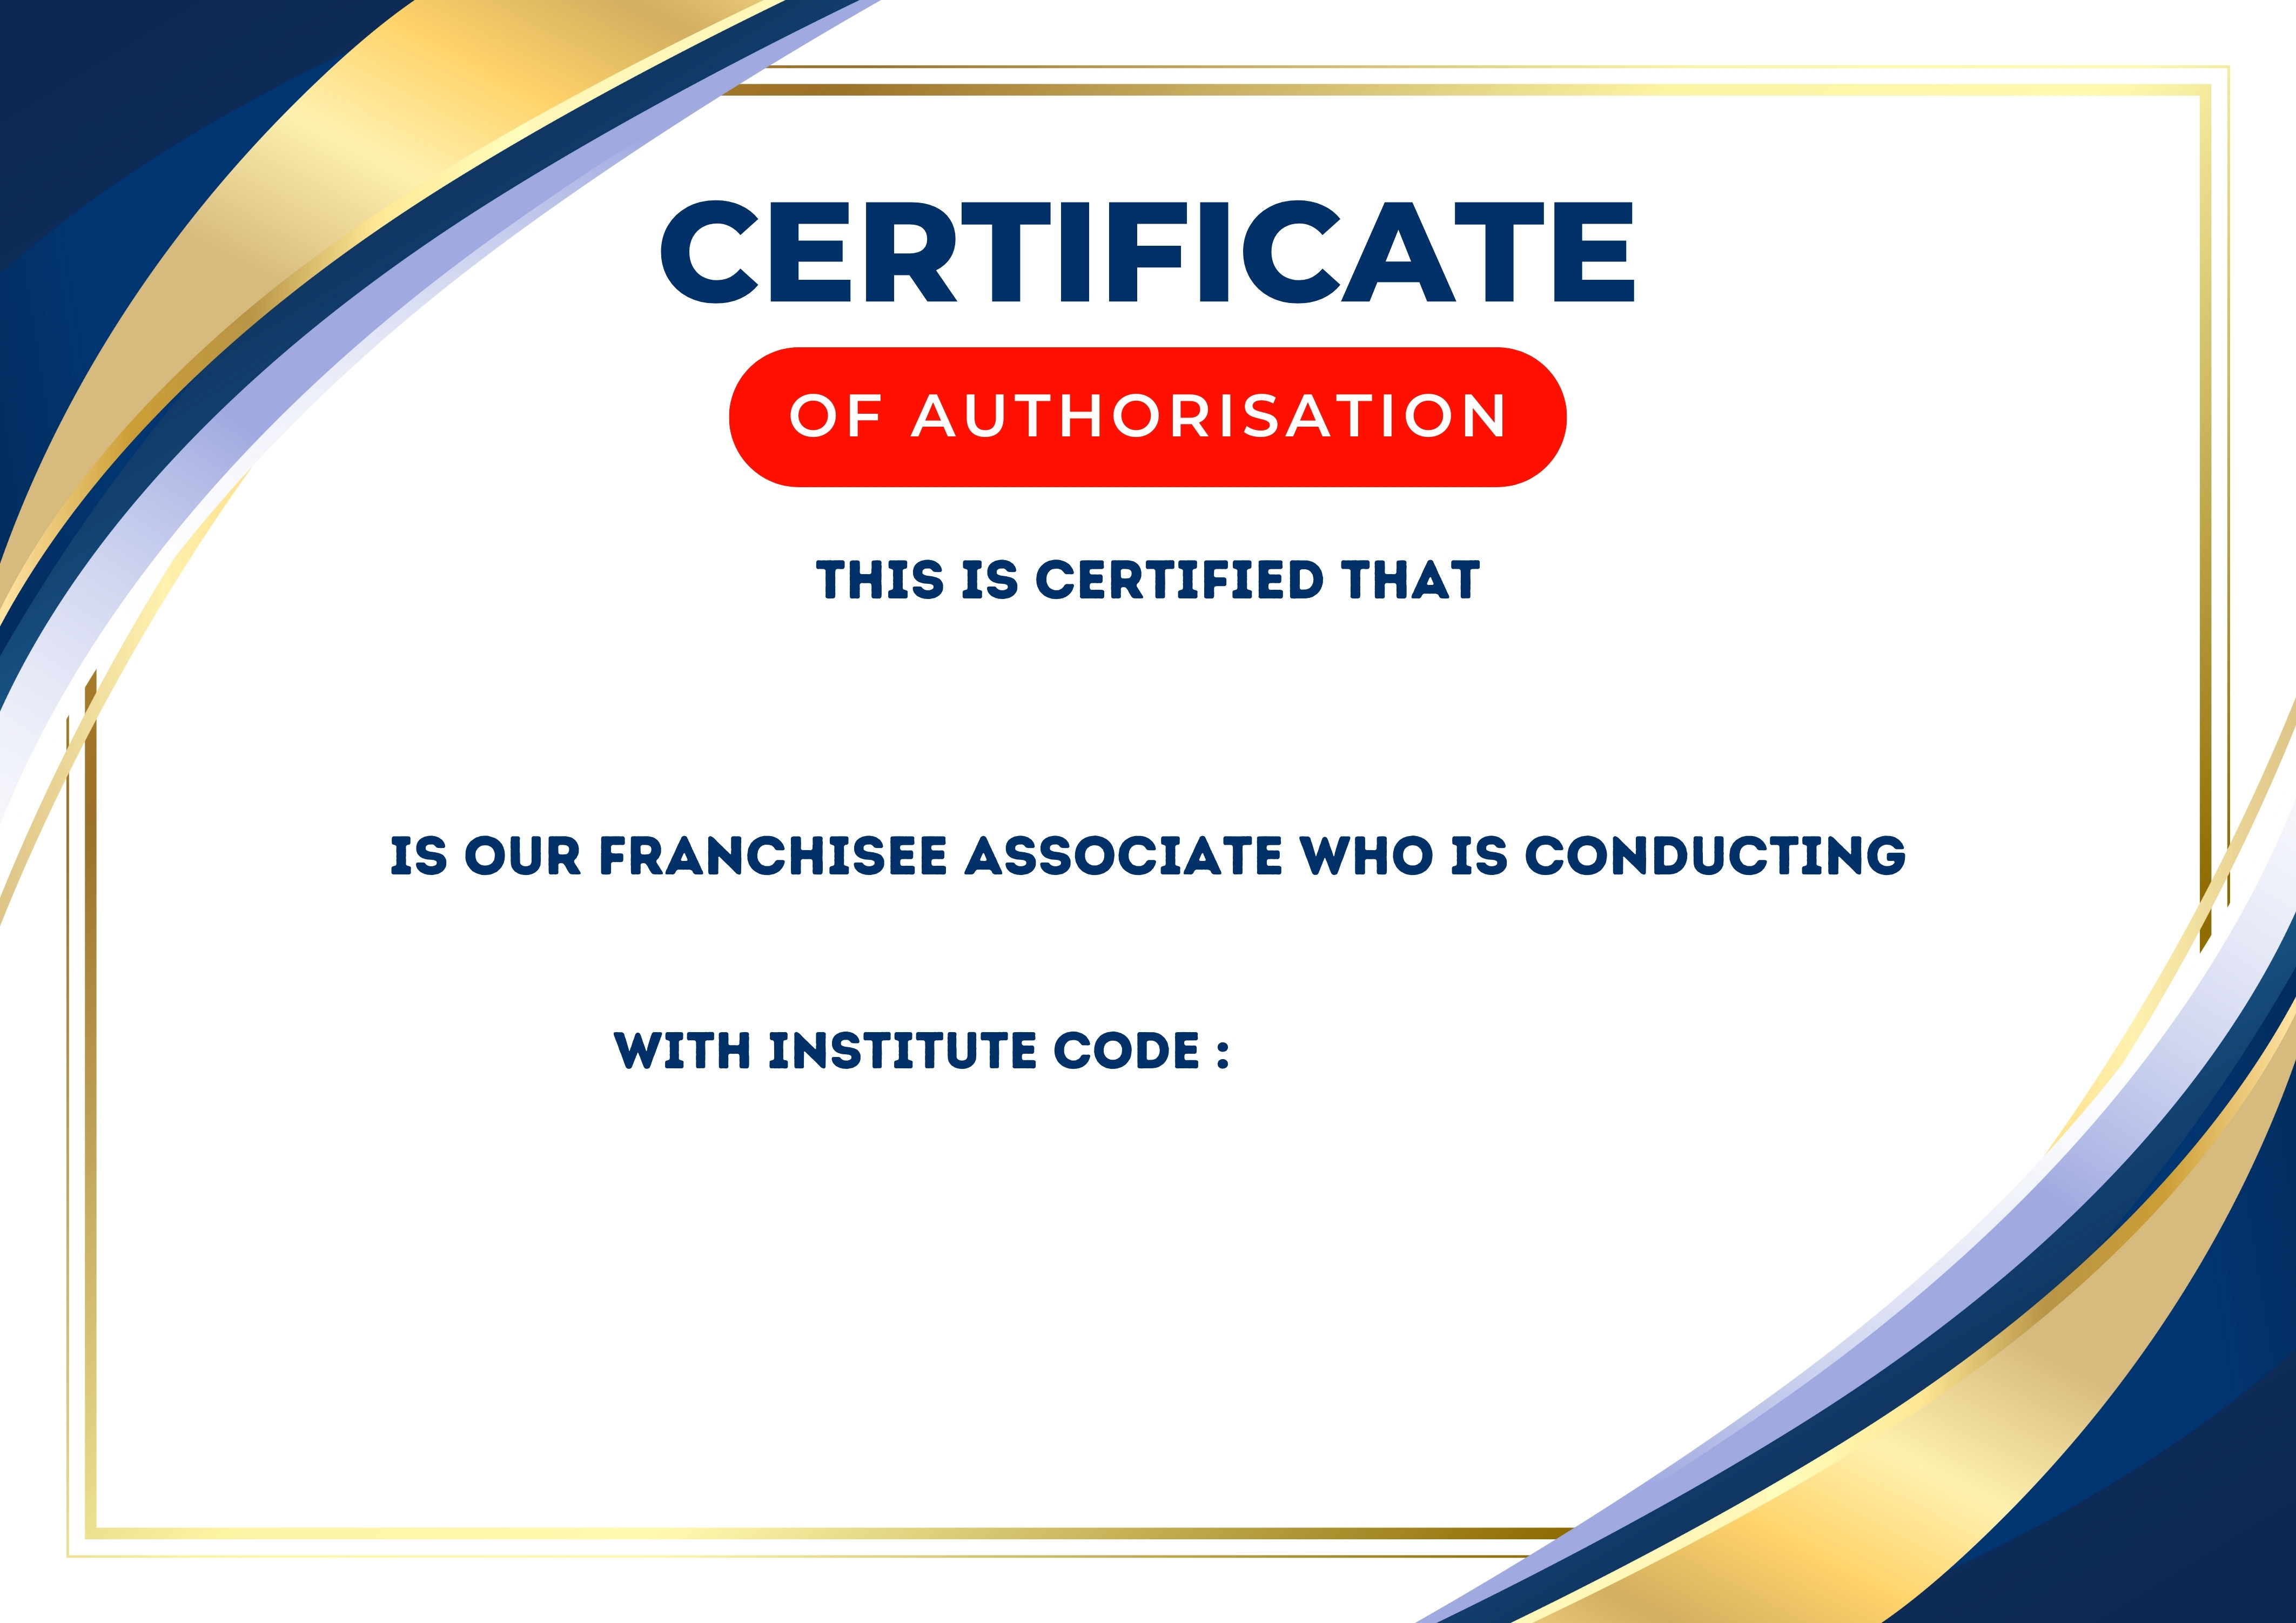 CERTIFICATE
OF AUTHORISATION
THIS IS CERTIFIED THAT
IS OUR FRANCHISEE ASSOCIATE WHO IS CONDUCTING
WITH INSTITUTE CODE :